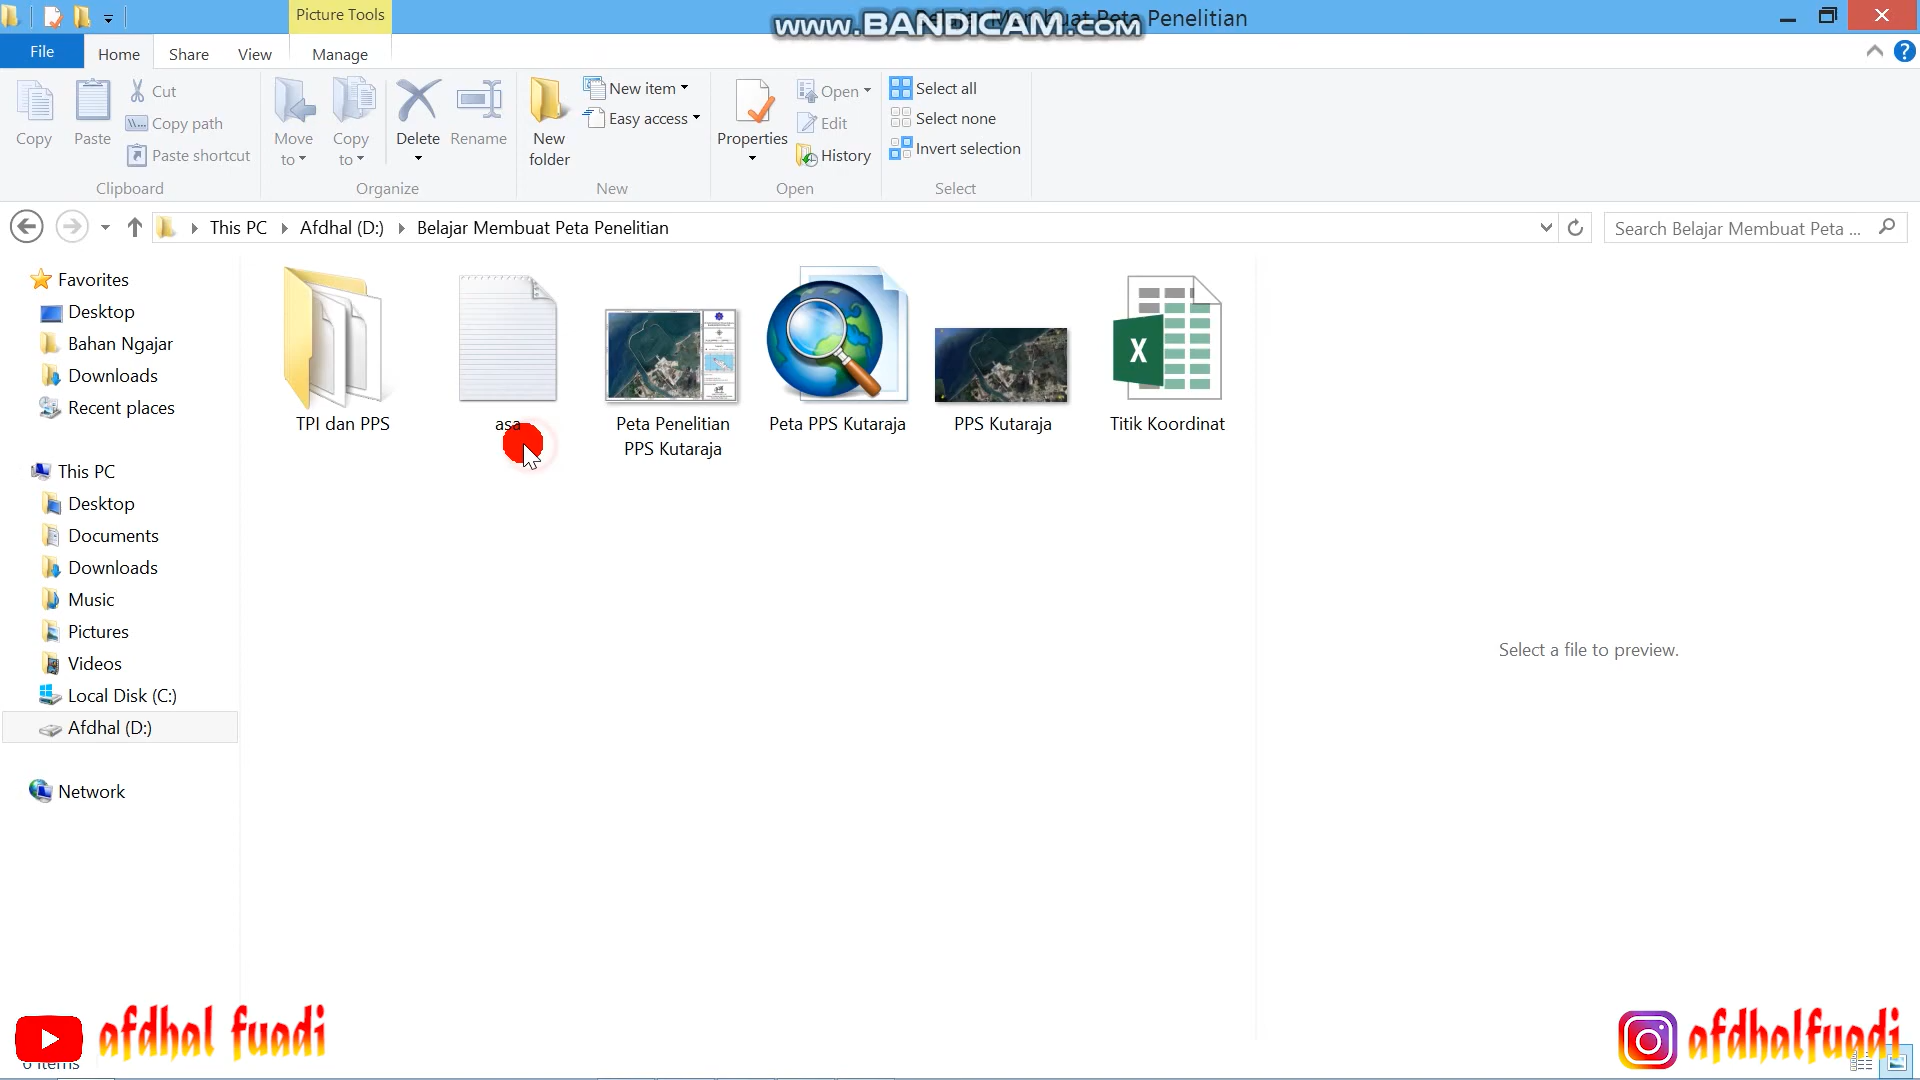 Picture Tools
www.BANDICAM.com
Peta Penelitian
File
Home
Share
View
Manage
Copy
Paste
Cut
Copy path
Paste shortcut
Clipboard
Move to
Copy to
Delete
Rename
Organize
New folder
New item
Easy access
New
Properties
Open
Edit
History
Open
Select all
Select none
Invert selection
Select
This PC
Afdhal (D:)
Belajar Membuat Peta Penelitian
Search Belajar Membuat Peta ...
Favorites
Desktop
Bahan Ngajar
Downloads
Recent places
This PC
Desktop
Documents
Downloads
Music
Pictures
Videos
Local Disk (C:)
Afdhal (D:)
Network
TPI dan PPS
asa
Peta Penelitian
PPS Kutaraja
Peta PPS Kutaraja
PPS Kutaraja
Titik Koordinat
Select a file to preview.
afdhal fuadi
afdhalfuadi
6 items